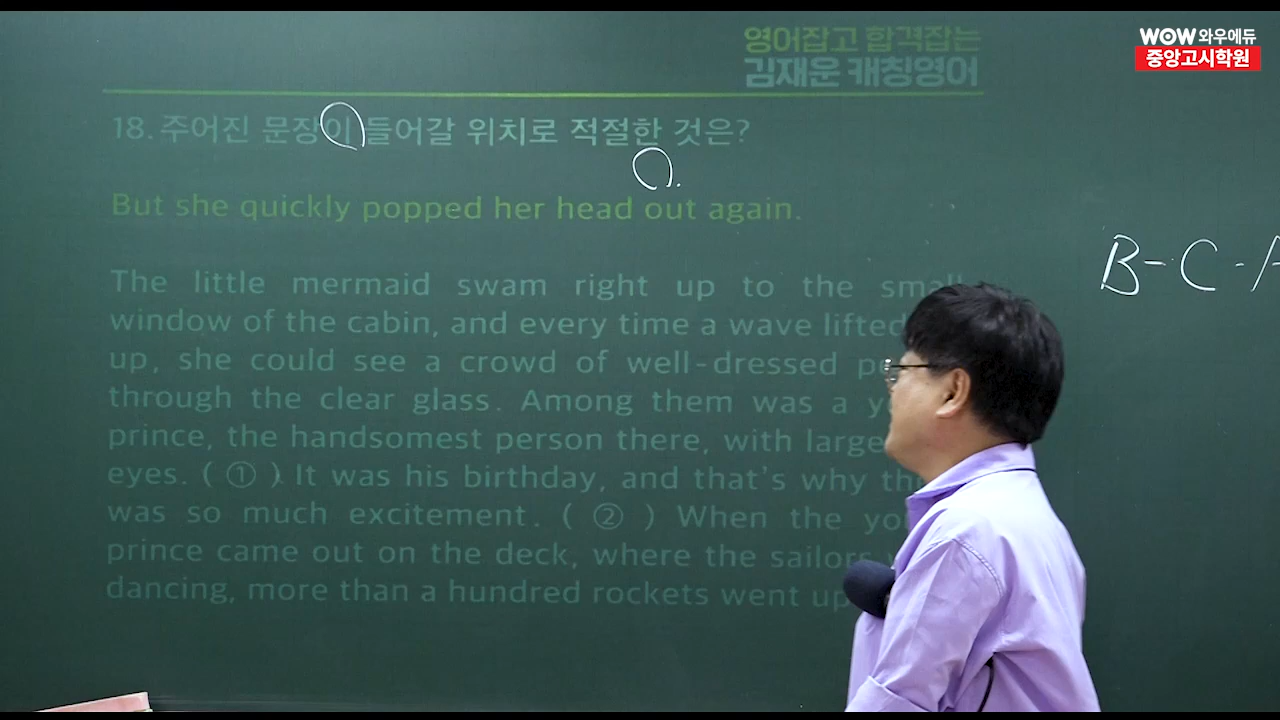 WOW 와우에듀
중앙고시학원
영어잡고 합격잡는
김재운 캐칭영어
18. 주어진 문장이 들어갈 위치로 적절한 것은?
But she quickly popped her head out again.
B-C-A
The little mermaid swam right up to the small
window of the cabin, and every time a wave lifted
up, she could see a crowd of well-dressed
through the clear glass. Among them was a
prince, the handsomest person there, with large
eyes. ( ① ) It was his birthday, and that's why
was so much excitement. ( ② ) When the
prince came out on the deck, where the sailors
dancing, more than a hundred rockets went up